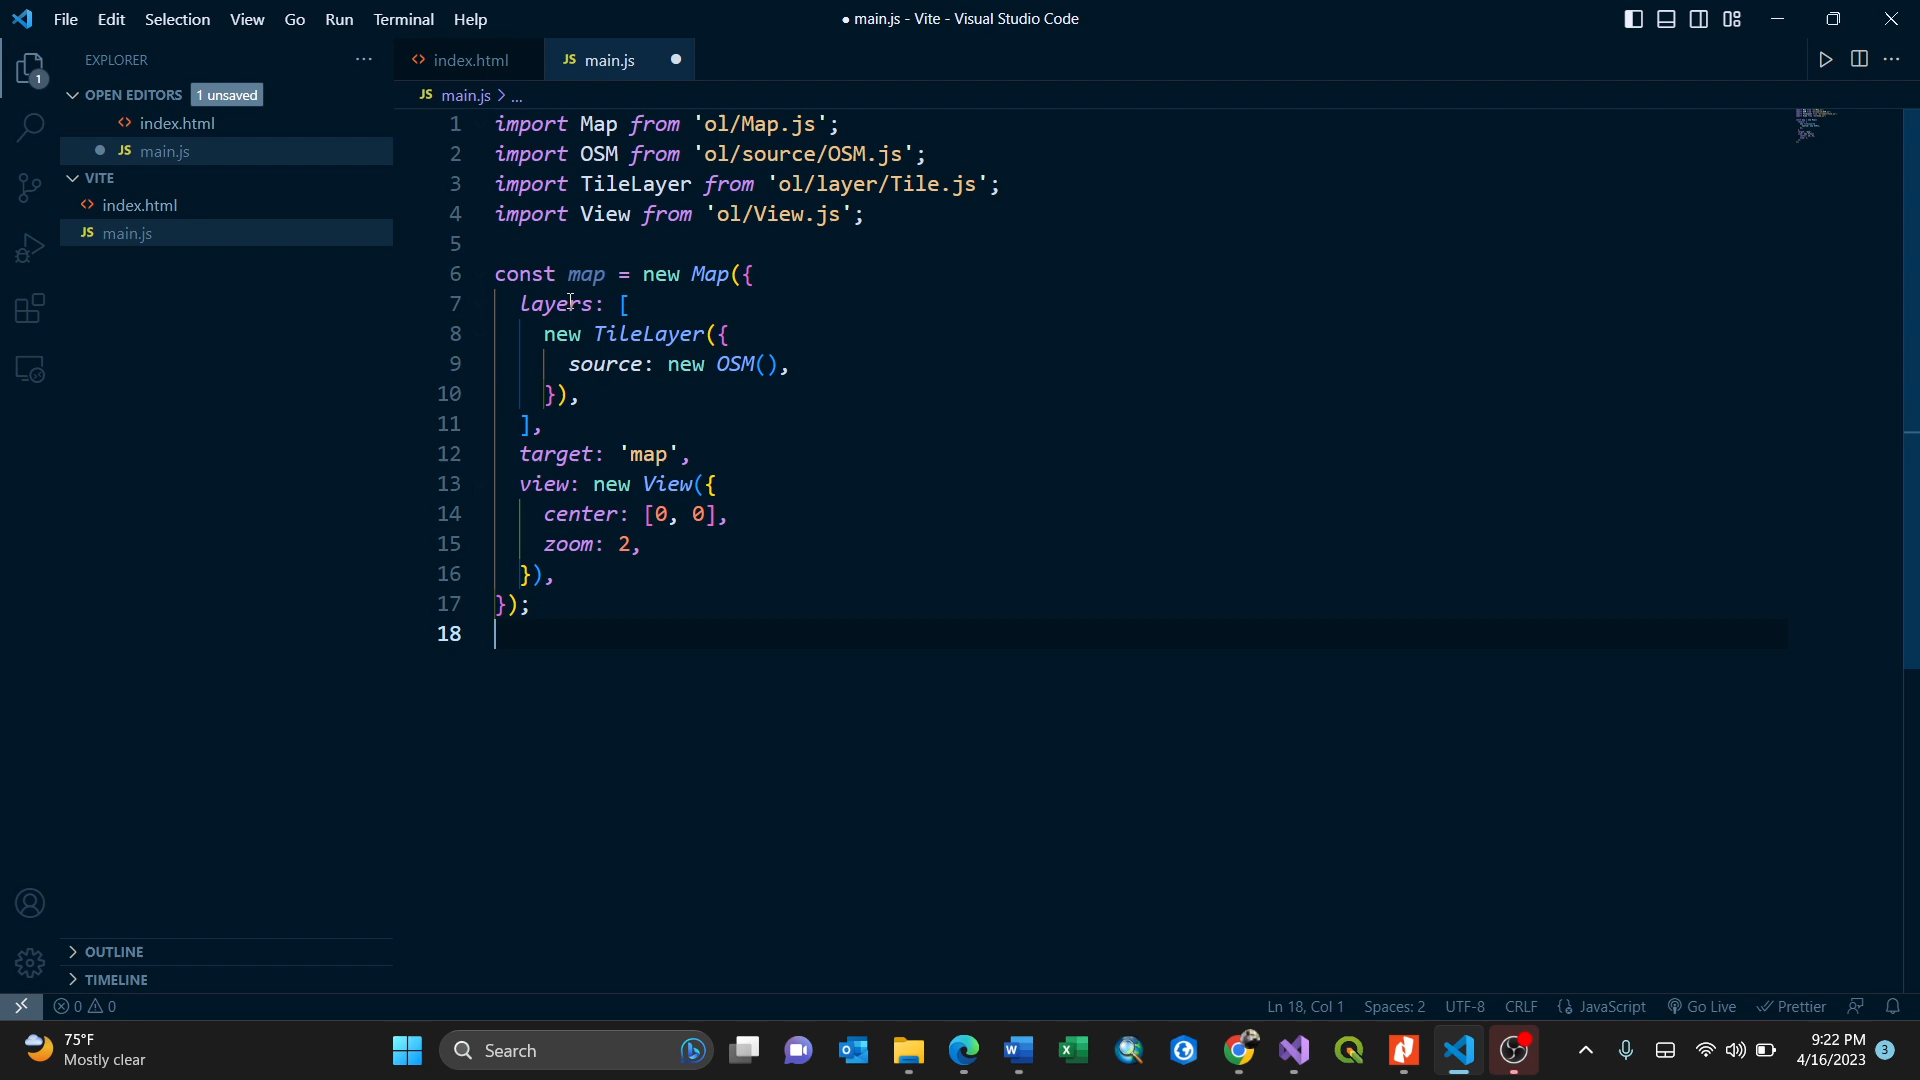 File Edit Selection View Go Run Terminal Help
● main.js - Vite - Visual Studio Code
EXPLORER
OPEN EDITORS 1 unsaved
index.html
JS main.js
VITE
index.html
JS main.js
OUTLINE
TIMELINE
1
index.html JS main.js
JS main.js > ...
1 import Map from 'ol/Map.js';
2 import OSM from 'ol/source/OSM.js';
3 import TileLayer from 'ol/layer/Tile.js';
4 import View from 'ol/View.js';
5
6 const map = new Map({
7 layers: [
8 new TileLayer({
9 source: new OSM(),
10 }),
11 ],
12 target: 'map',
13 view: new View({
14 center: [0, 0],
15 zoom: 2,
16 }),
17 });
18
0 0 Ln 18, Col 1 Spaces: 2 UTF-8 CRLF {} JavaScript Go Live Prettier
75°F
Mostly clear
Search
9:22 PM
4/16/2023
3